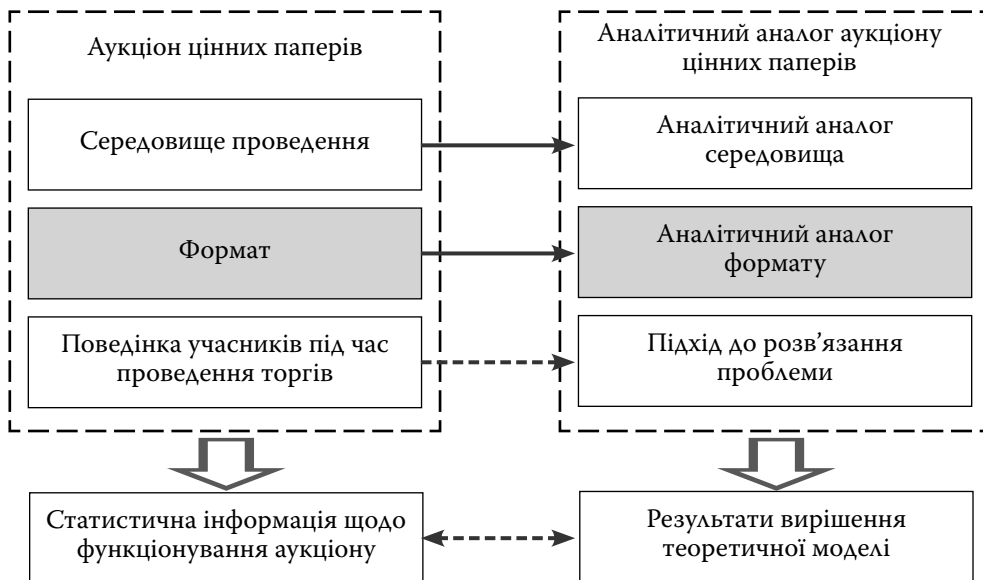 Аукціон цінних паперів
Середовище проведення
Формат
Поведінка учасників під час
проведення торгів
Статистична інформація щодо
функціонування аукціону
Аналітичний аналог аукціону
цінних паперів
Аналітичний аналог
середовища
Аналітичний аналог
формату
Підхід до розв'язання
проблеми
Результати вирішення
теоретичної моделі